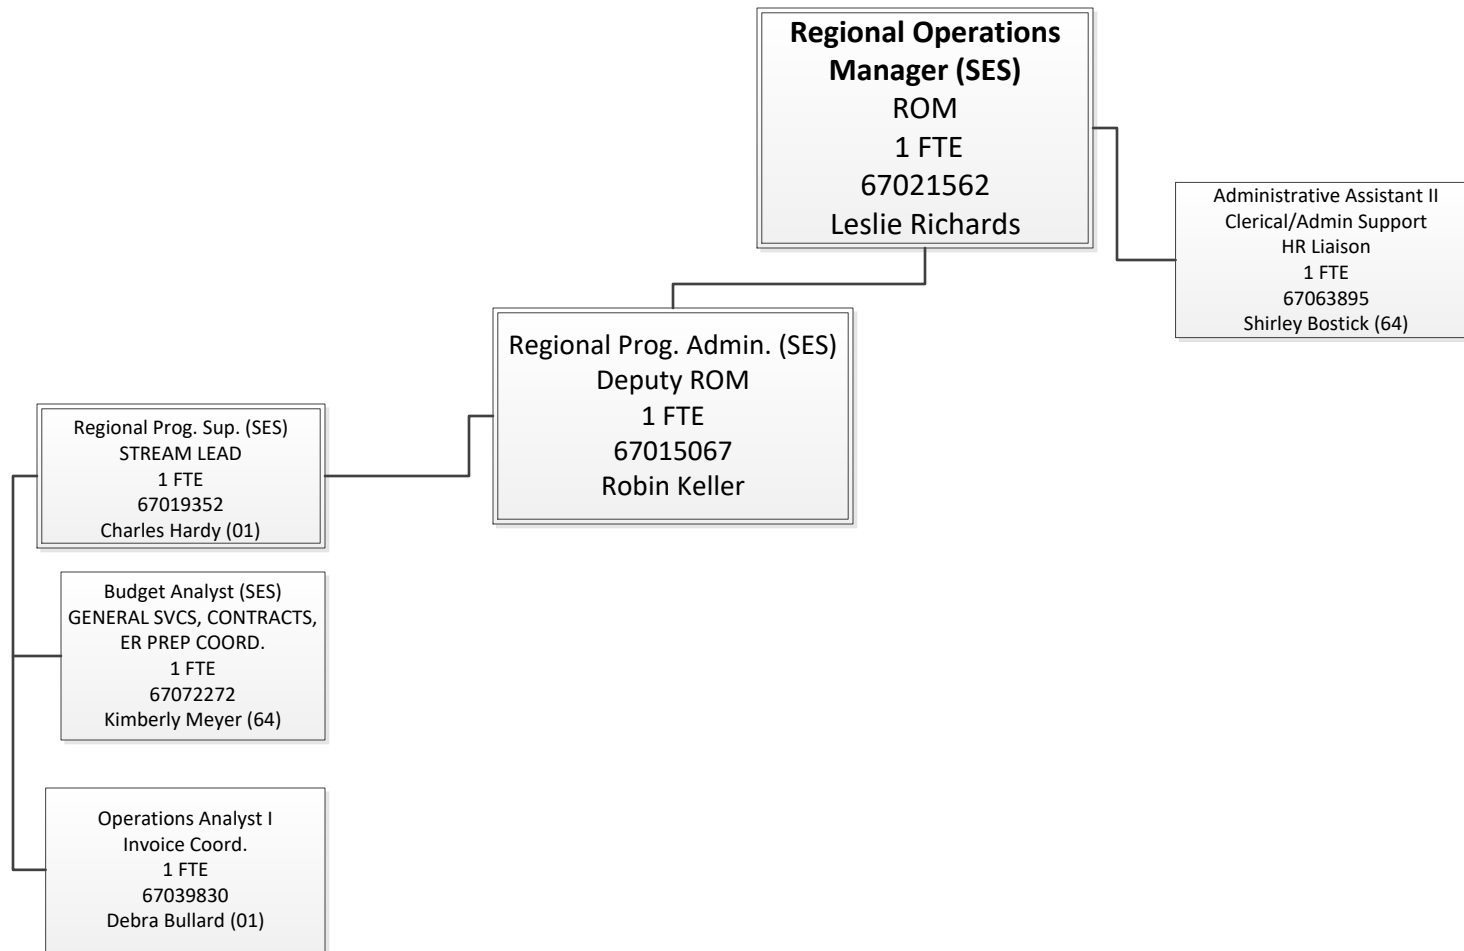 Regional Operations
Manager (SES)
ROM
1 FTE
67021562
Leslie Richards
Administrative Assistant II
Clerical/Admin Support
HR Liaison
1 FTE
67063895
Shirley Bostick (64)
Regional Prog. Admin. (SES)
Deputy ROM
1 FTE
67015067
Robin Keller
Regional Prog. Sup. (SES)
STREAM LEAD
1 FTE
67019352
Charles Hardy (01)
Budget Analyst (SES)
GENERAL SVCS, CONTRACTS,
ER PREP COORD.
1 FTE
67072272
Kimberly Meyer (64)
Operations Analyst I
Invoice Coord.
1 FTE
67039830
Debra Bullard (01)